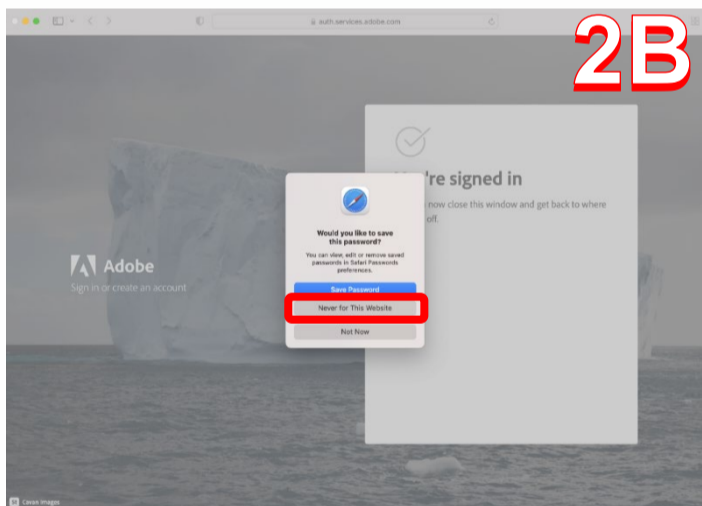 auth.services.adobe.com
2B
're signed in
now close this window and get back to where
off.
Would you like to save
this password?
You can view, edit or remove saved
passwords in Safari Passwords
preferences.
Adobe
Sign in or create an account
Save Password
Never for This Website
Not Now
Cavan Images